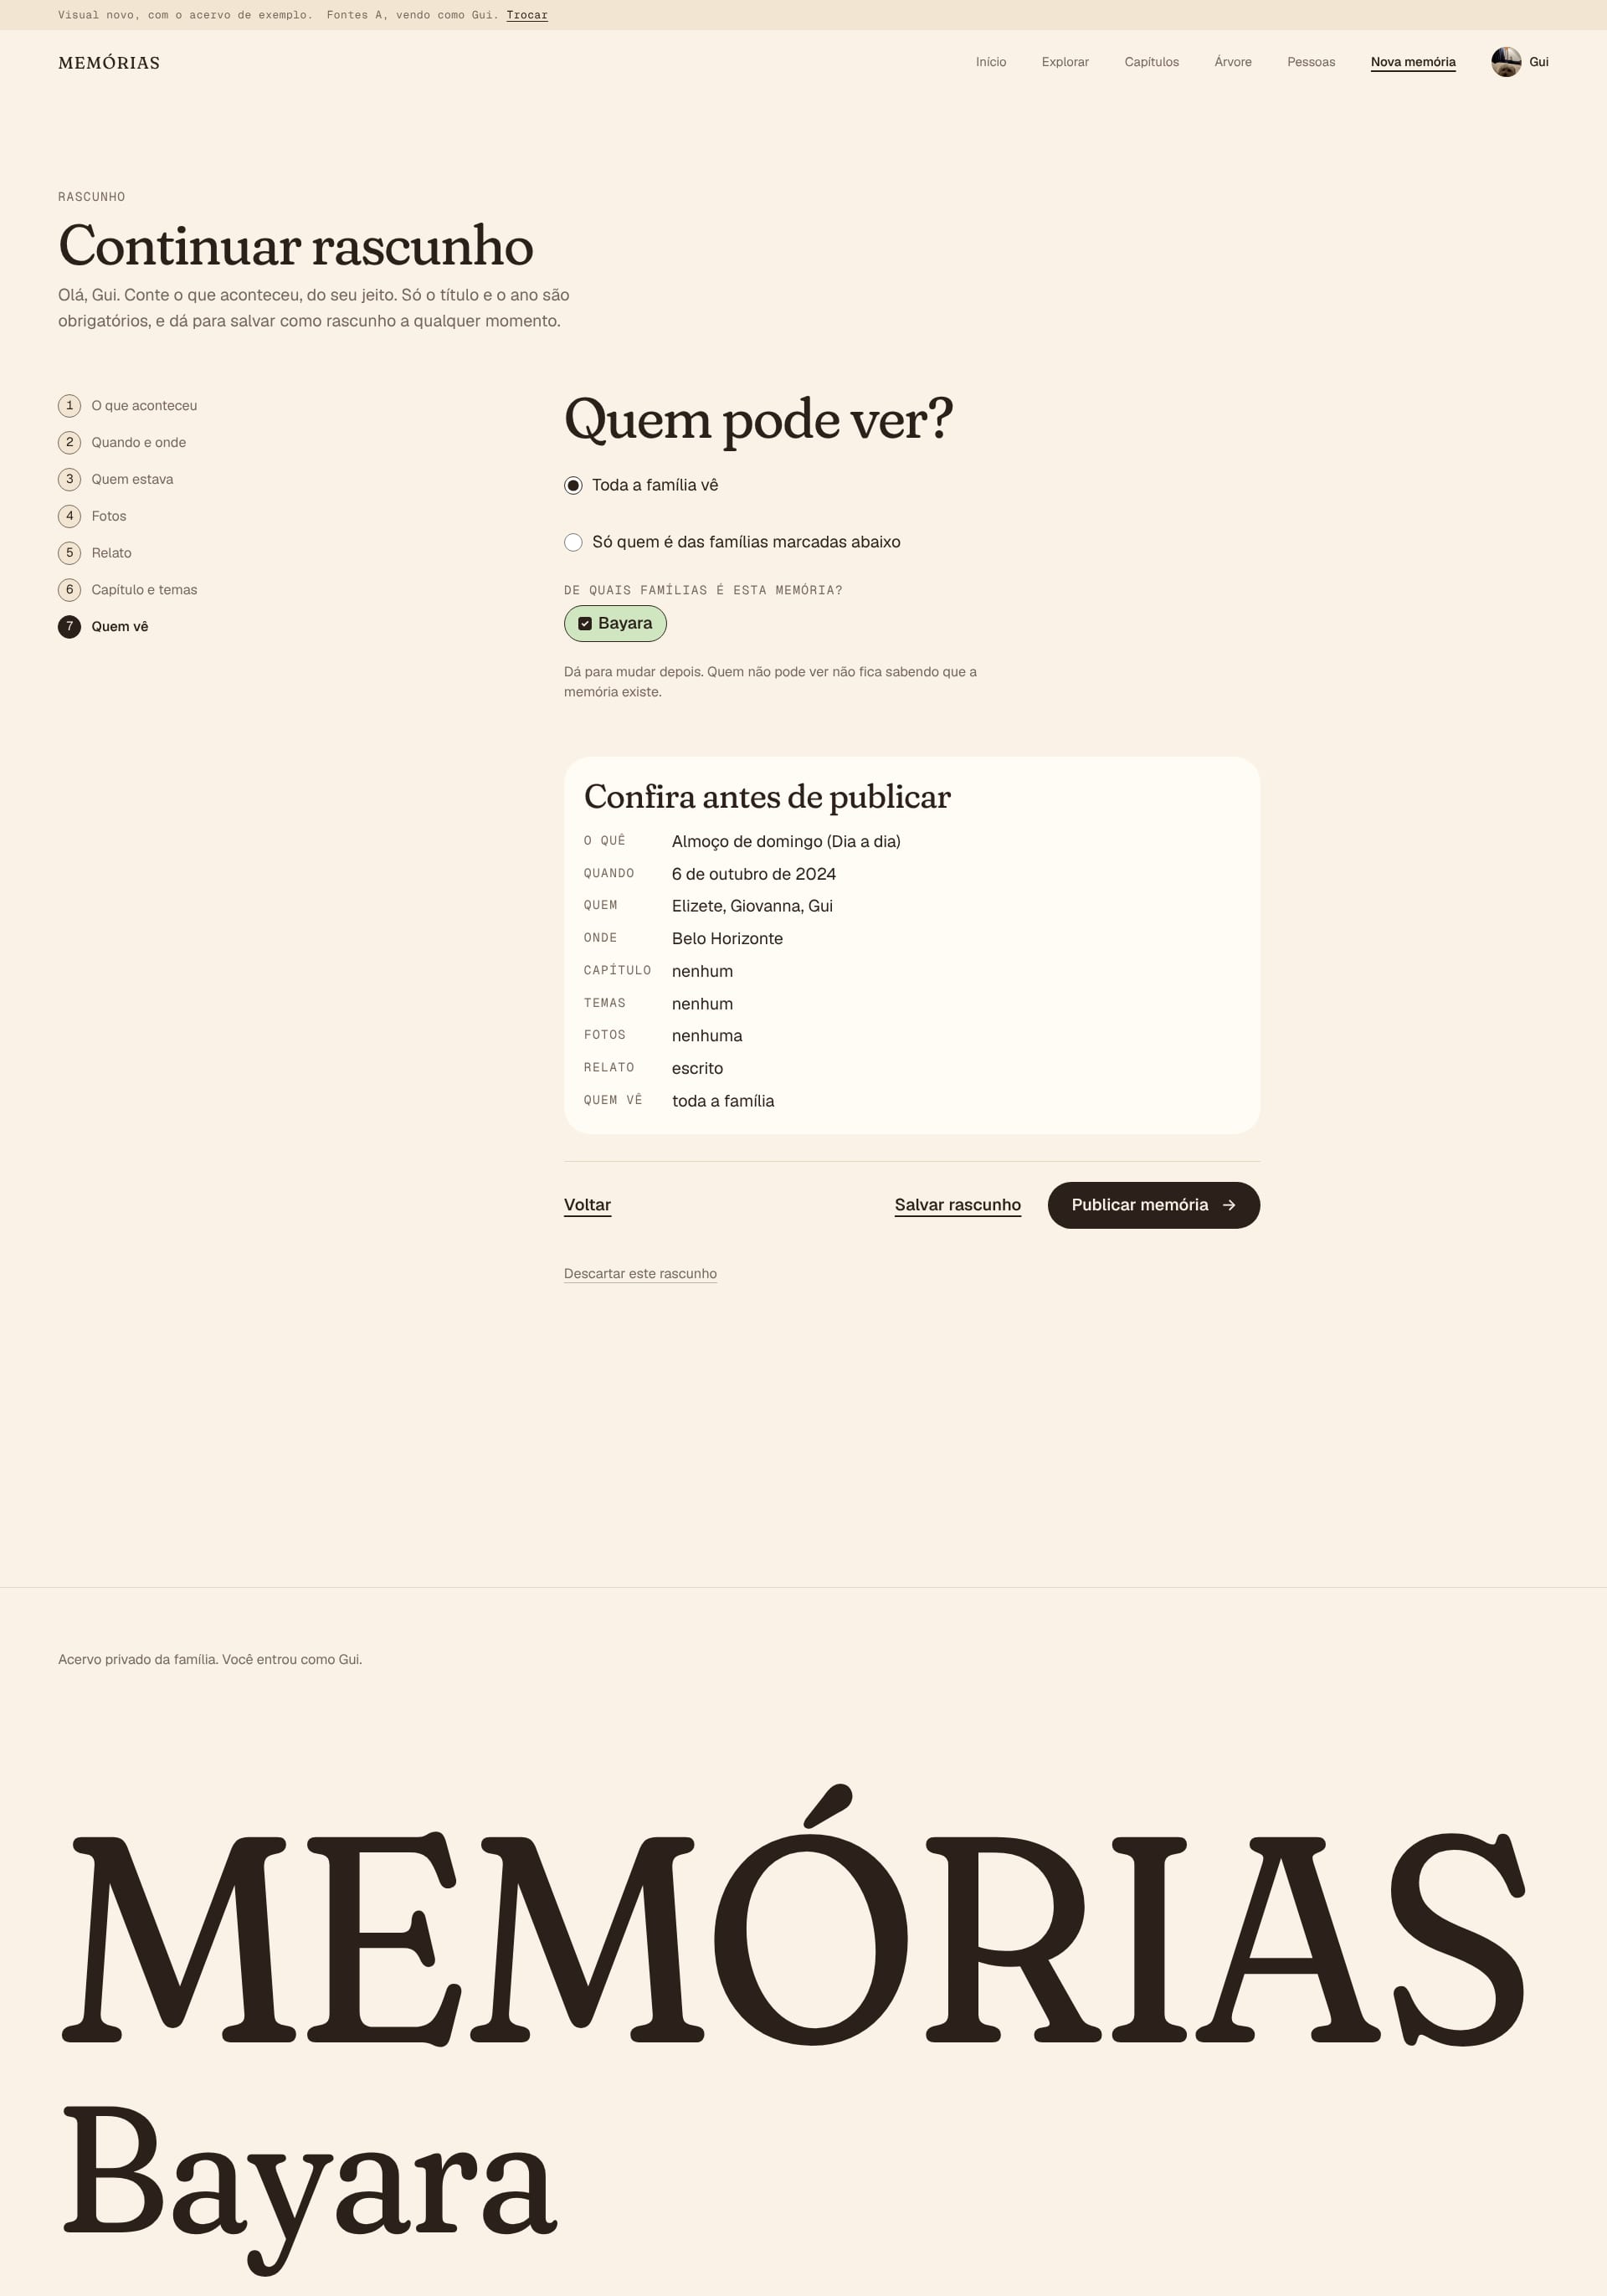 Visual novo, com o acervo de exemplo. Fontes A, vendo como Gui. Trocar
MEMÓRIAS
Início
Explorar
Capítulos
Árvore
Pessoas
Nova memória
Gui
RASCUNHO
Continuar rascunho
Olá, Gui. Conte o que aconteceu, do seu jeito. Só o título e o ano são
obrigatórios, e dá para salvar como rascunho a qualquer momento.
1 O que aconteceu
2 Quando e onde
3 Quem estava
4 Fotos
5 Relato
6 Capítulo e temas
7 Quem vê
Quem pode ver?
Toda a família vê
Só quem é das famílias marcadas abaixo
DE QUAIS FAMÍLIAS É ESTA MEMÓRIA?
Bayara
Dá para mudar depois. Quem não pode ver não fica sabendo que a
memória existe.
Confira antes de publicar
O QUÊ Almoço de domingo (Dia a dia)
QUANDO 6 de outubro de 2024
QUEM Elizete, Giovanna, Gui
ONDE Belo Horizonte
CAPÍTULO nenhum
TEMAS nenhum
FOTOS nenhuma
RELATO escrito
QUEM VÊ toda a família
Voltar
Salvar rascunho
Publicar memória →
Descartar este rascunho
Acervo privado da família. Você entrou como Gui.
MEMÓRIAS
Bayara